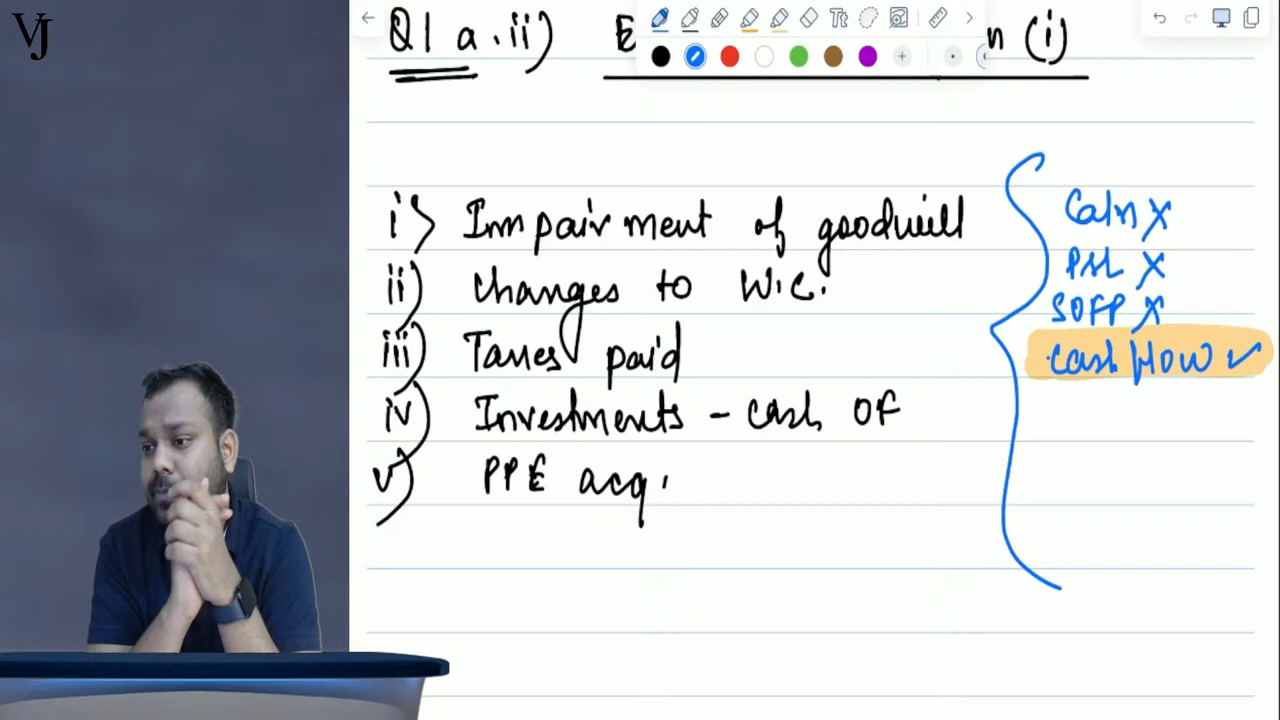 VJ
Q1 a.ii) E n (i)
Tt
i> Impairment of goodwill
ii) changes to W.C.
iii) Taxes paid
iv) Investments - cash OF
v) PPE acq.
Caln X
P&L X
SOFP X
cash flow ✓